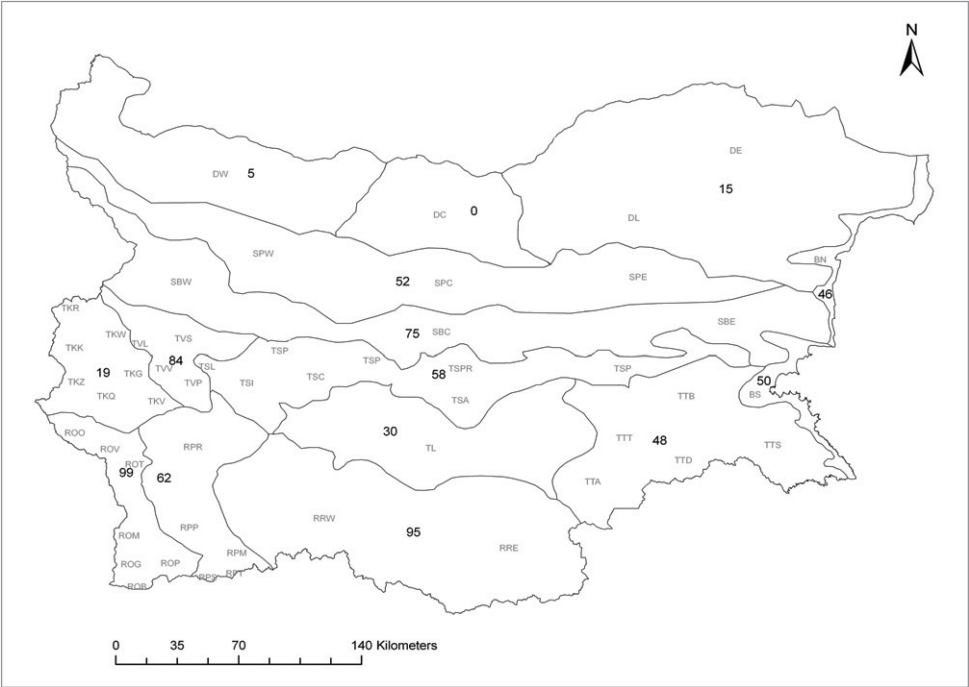 N
DE
DW 5
15
DC 0
DL
SPW
BN
SPE
SBW
52 SPC
46
TKR
SBE
75 SBC
TKW
TVS
TVL
TKK
TSP
TSP
84
TVV
TSL
TSPR
TSP
19
TKG
58
TKZ
TVP
TSI
TSC
50
TKQ
BS
TTB
TKV
TSA
ROO
30
TTT
48
ROV
RPR
TL
TTS
ROT
TTD
99
62
TTA
RRW
RPP
95
ROM
RRE
RPM
ROG
ROP
RPS
RPT
ROB
0 35 70 140 Kilometers